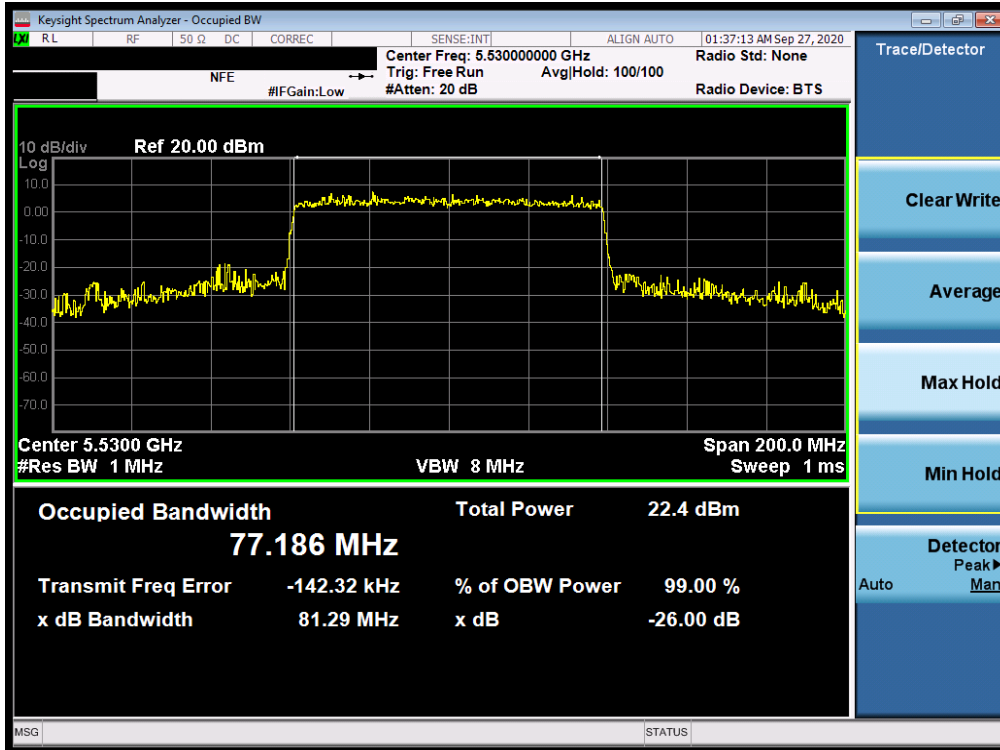 Keysight Spectrum Analyzer - Occupied BW
LXI RL RF 50 Ω DC CORREC SENSE:INT ALIGN AUTO 01:37:13 AM Sep 27, 2020
Center Freq: 5.530000000 GHz Radio Std: None
NFE Trig: Free Run Avg|Hold: 100/100
#IFGain:Low #Atten: 20 dB Radio Device: BTS
10 dB/div Ref 20.00 dBm
Log
10.0
0.00
-10.0
-20.0
-30.0
-40.0
-50.0
-60.0
-70.0
Center 5.5300 GHz Span 200.0 MHz
#Res BW 1 MHz VBW 8 MHz Sweep 1 ms
Occupied Bandwidth Total Power 22.4 dBm
77.186 MHz
Transmit Freq Error -142.32 kHz % of OBW Power 99.00 %
x dB Bandwidth 81.29 MHz x dB -26.00 dB
MSG STATUS
Trace/Detector
Clear Write
Average
Max Hold
Min Hold
Detector
Peak▶
Auto Man